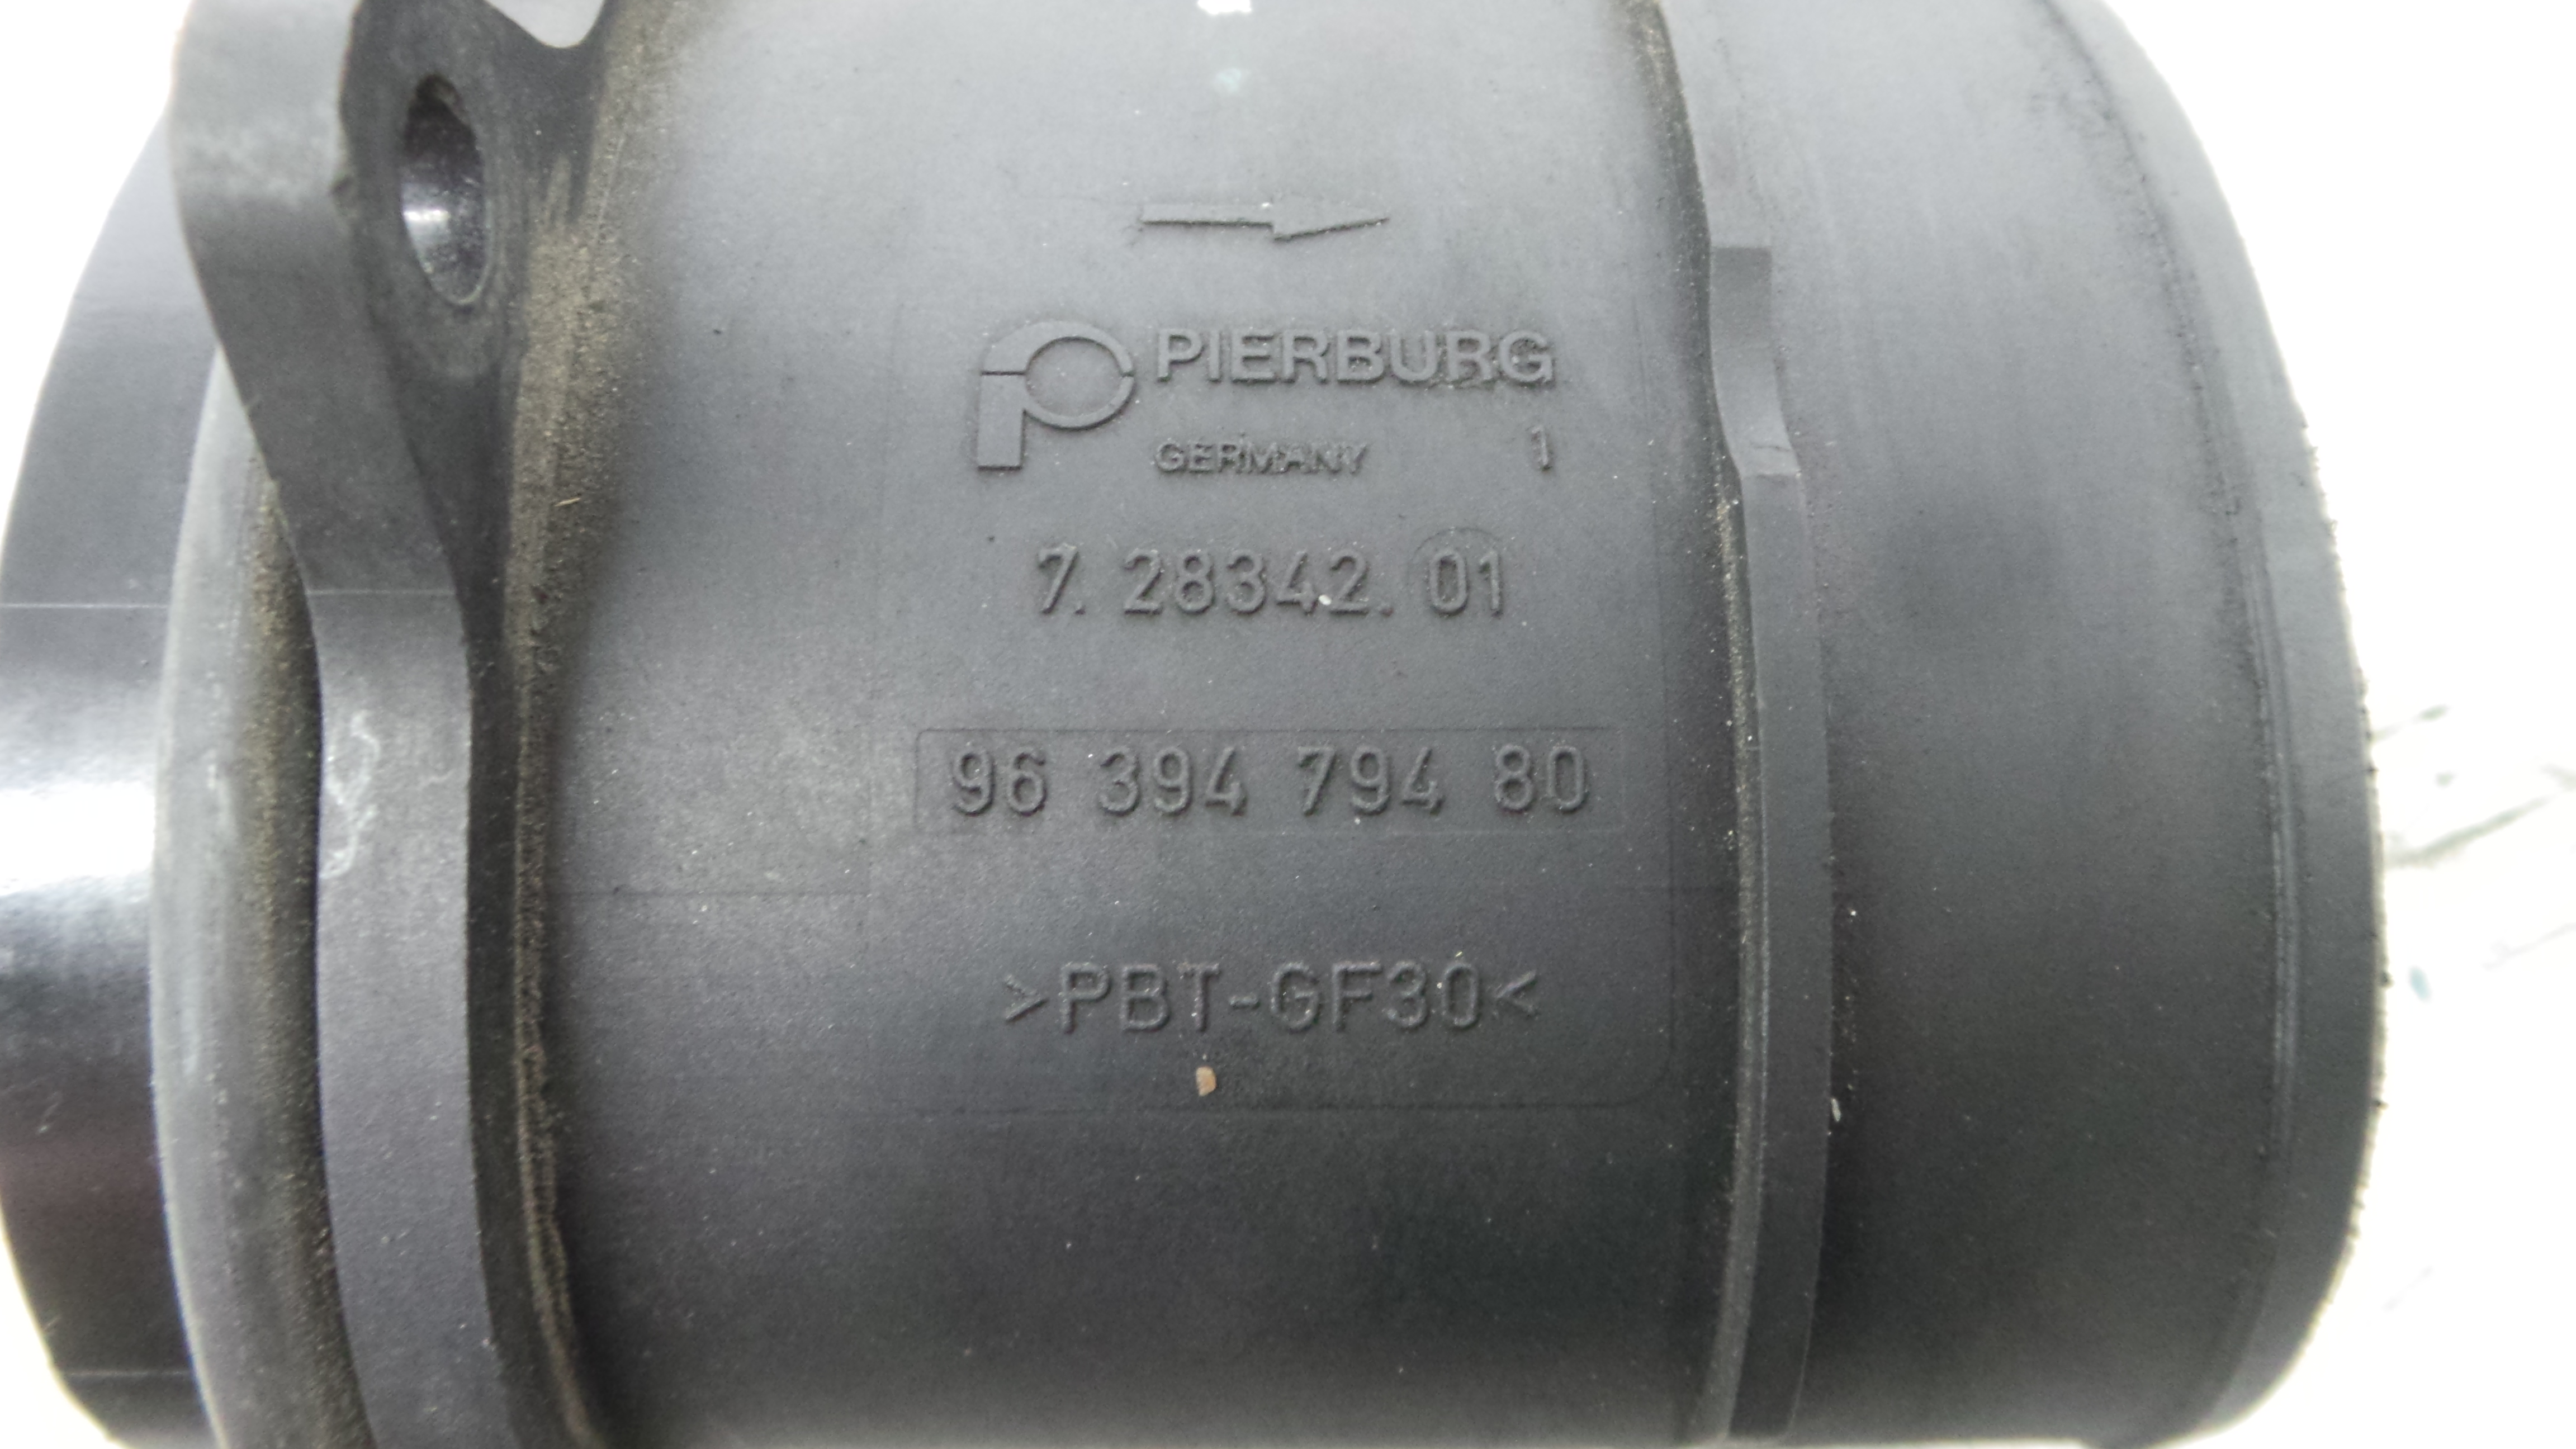 PIERBURG
GERMANY 1
7. 28342. 01
96 394 794 80
>PBT-GF30<